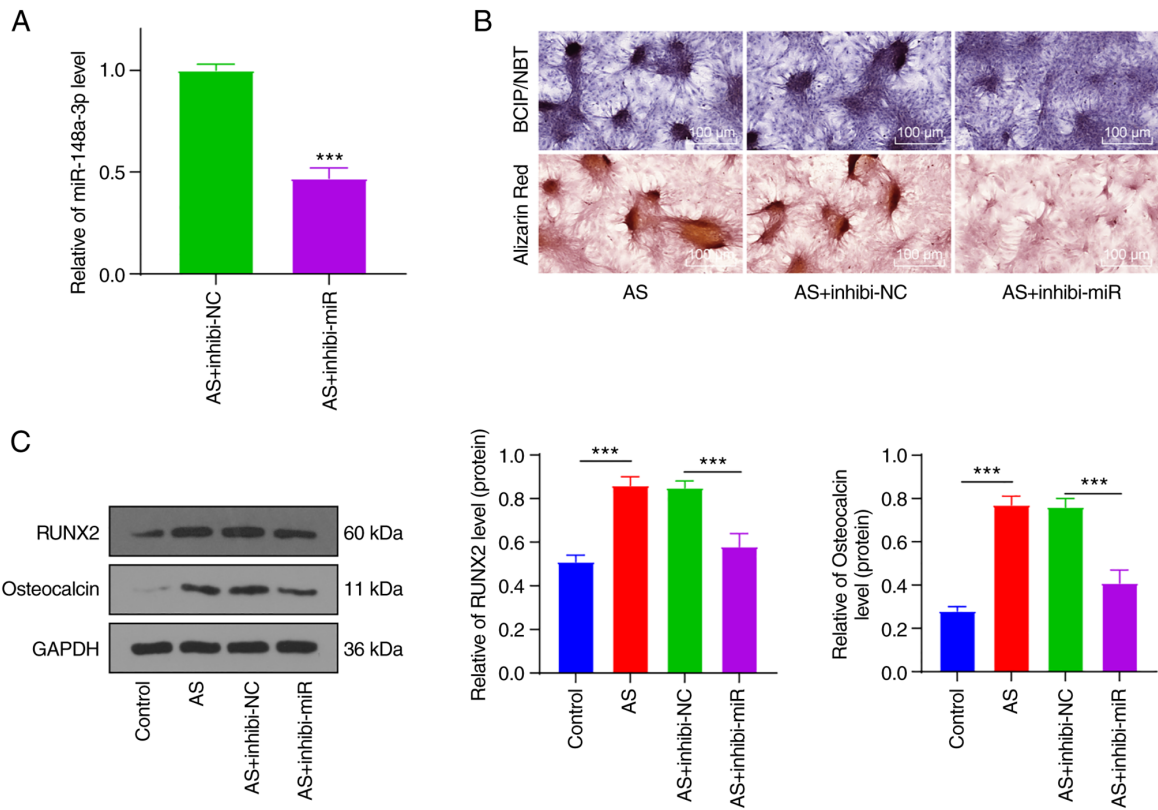 A
Relative of miR-148a-3p level
1.0
0.5
0.0
***
AS+inhibi-NC
AS+inhibi-miR
B
BCIP/NBT
100 µm
100 µm
100 µm
Alizarin Red
100 µm
100 µm
100 µm
AS
AS+inhibi-NC
AS+inhibi-miR
C
RUNX2
60 kDa
Osteocalcin
11 kDa
GAPDH
36 kDa
Control
AS
AS+inhibi-NC
AS+inhibi-miR
Relative of RUNX2 level (protein)
1.0
0.8
0.6
0.4
0.2
0.0
***
***
Control
AS
AS+inhibi-NC
AS+inhibi-miR
Relative of Osteocalcin
level (protein)
1.0
0.8
0.6
0.4
0.2
0.0
***
***
Control
AS
AS+inhibi-NC
AS+inhibi-miR